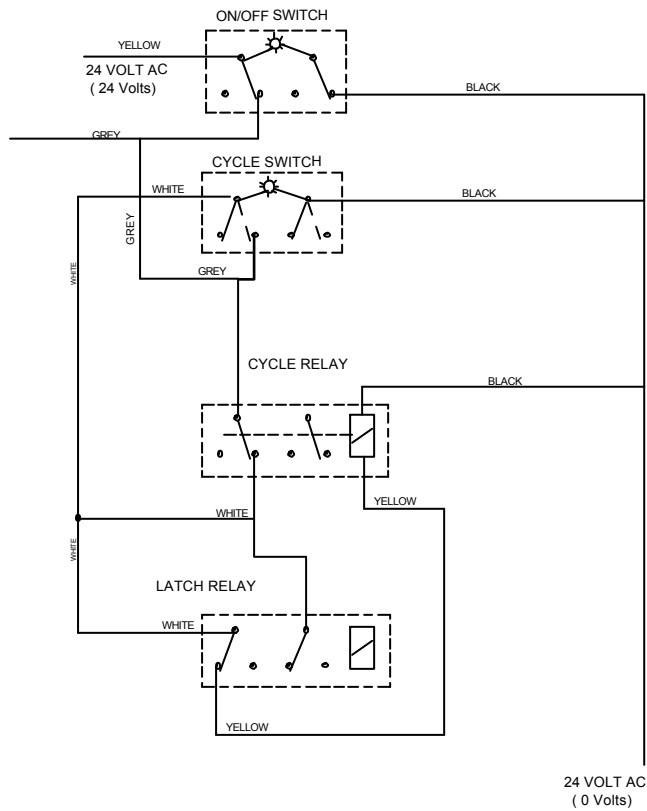 ON/OFF SWITCH
YELLOW
24 VOLT AC
( 24 Volts)
BLACK
GREY
CYCLE SWITCH
WHITE
BLACK
GREY
WHITE
GREY
CYCLE RELAY
BLACK
YELLOW
WHITE
WHITE
LATCH RELAY
WHITE
YELLOW
24 VOLT AC
( 0 Volts)